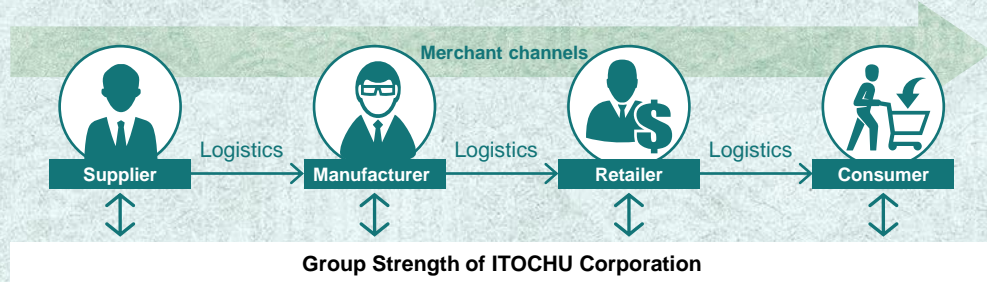 Merchant channels
Logistics
Logistics
Logistics
Supplier
Manufacturer
Retailer
Consumer
$
Group Strength of ITOCHU Corporation